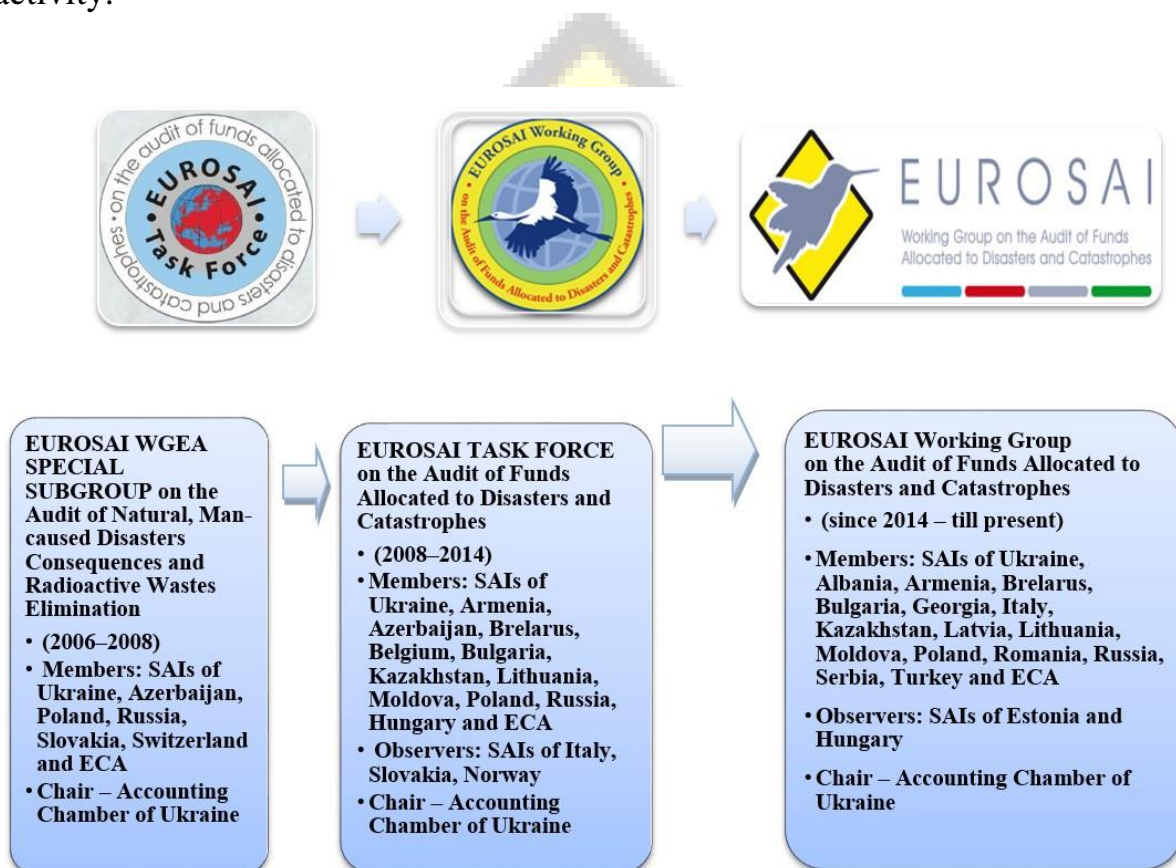 activity.
on the audit of funds allocated to disasters and catastrophes
EUROSAI
Task Force
EUROSAI Working Group
on the Audit of Funds Allocated to Disasters and Catastrophes
EUROSAI
Working Group on the Audit of Funds
Allocated to Disasters and Catastrophes
EUROSAI WGEA
SPECIAL
SUBGROUP on the
Audit of Natural, Man-
caused Disasters
Consequences and
Radioactive Wastes
Elimination
• (2006–2008)
• Members: SAIs of
Ukraine, Azerbaijan,
Poland, Russia,
Slovakia, Switzerland
and ECA
• Chair – Accounting
Chamber of Ukraine
EUROSAI TASK FORCE
on the Audit of Funds
Allocated to Disasters and
Catastrophes
• (2008–2014)
• Members: SAIs of
Ukraine, Armenia,
Azerbaijan, Brelarus,
Belgium, Bulgaria,
Kazakhstan, Lithuania,
Moldova, Poland, Russia,
Hungary and ECA
• Observers: SAIs of Italy,
Slovakia, Norway
• Chair – Accounting
Chamber of Ukraine
EUROSAI Working Group
on the Audit of Funds Allocated to
Disasters and Catastrophes
• (since 2014 – till present)
• Members: SAIs of Ukraine,
Albania, Armenia, Brelarus,
Bulgaria, Georgia, Italy,
Kazakhstan, Latvia, Lithuania,
Moldova, Poland, Romania, Russia,
Serbia, Turkey and ECA
• Observers: SAIs of Estonia and
Hungary
• Chair – Accounting Chamber of
Ukraine